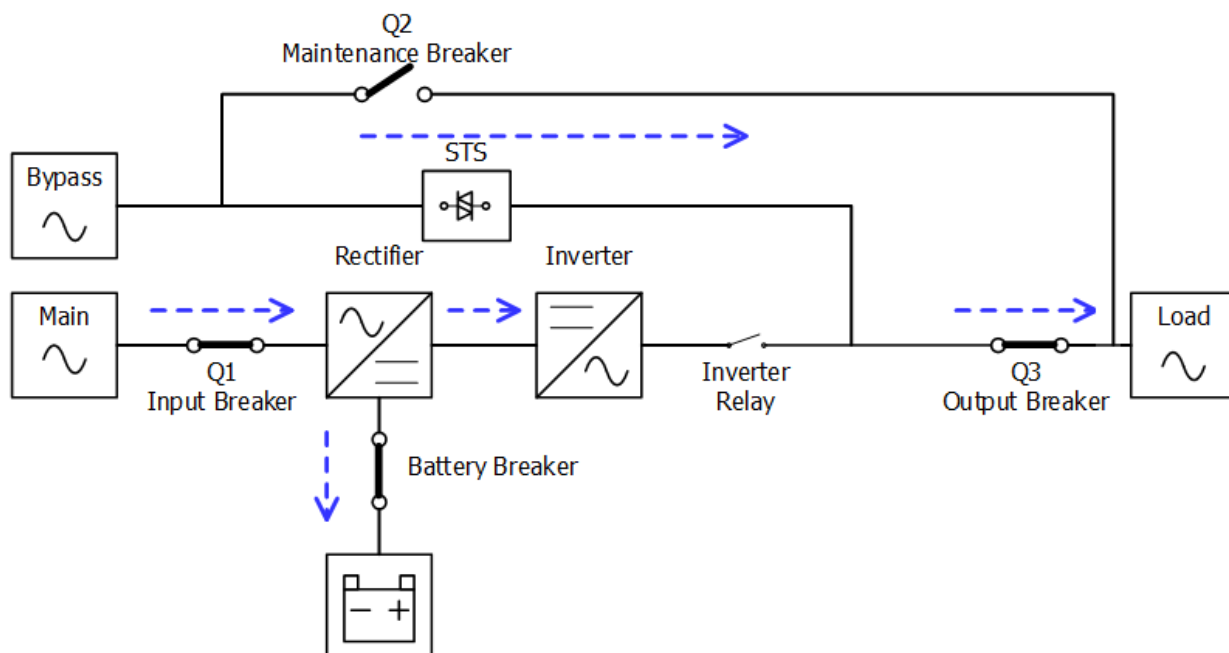 Q2
Maintenance Breaker
STS
Bypass
Rectifier
Inverter
Main
Load
Q1
Input Breaker
Inverter
Relay
Q3
Output Breaker
Battery Breaker